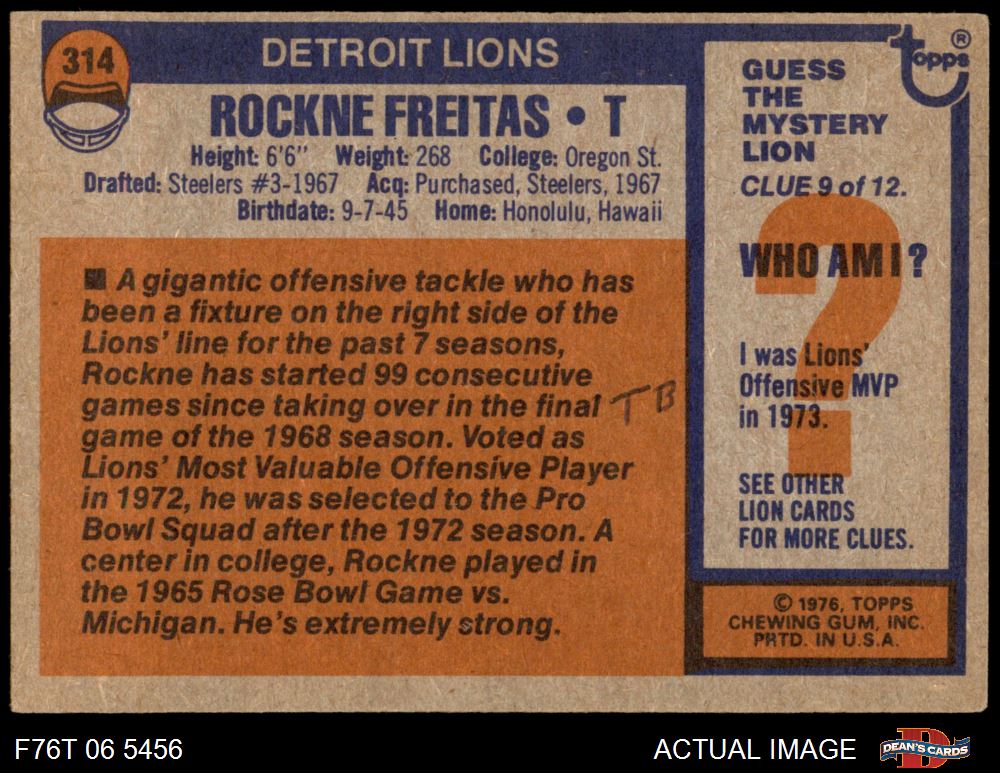 314
DETROIT LIONS
ROCKNE FREITAS • T
Height: 6'6" Weight: 268 College: Oregon St.
Drafted: Steelers #3-1967 Acq: Purchased, Steelers, 1967
Birthdate: 9-7-45 Home: Honolulu, Hawaii
■ A gigantic offensive tackle who has
been a fixture on the right side of the
Lions' line for the past 7 seasons,
Rockne has started 99 consecutive
games since taking over in the final
game of the 1968 season. Voted as
Lions' Most Valuable Offensive Player
in 1972, he was selected to the Pro
Bowl Squad after the 1972 season. A
center in college, Rockne played in
the 1965 Rose Bowl Game vs.
Michigan. He's extremely strong.
TB
topps®
GUESS
THE
MYSTERY
LION
CLUE 9 of 12.
?
WHO AM I?
I was Lions'
Offensive MVP
in 1973.
SEE OTHER
LION CARDS
FOR MORE CLUES.
© 1976, TOPPS
CHEWING GUM, INC.
PRTD. IN U.S.A.
F76T 06 5456
ACTUAL IMAGE
DEAN'S CARDS